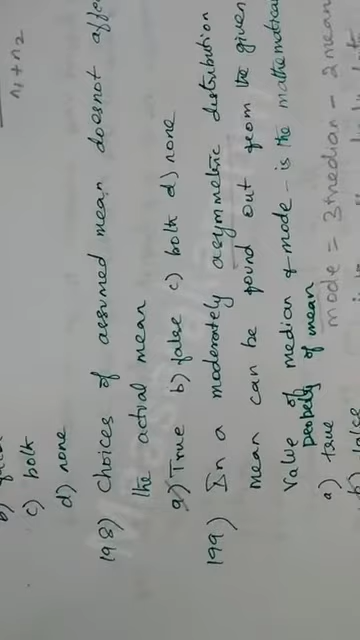 n1 + n2
c) both
d) none
198) Choices of assumed mean doesnot
the actual mean
a) True b) false c) both d) none
199) In a moderately asymmetric distribution
mean can be found out from the given
Value of median & mode - is the mathematical
Property of mean
mode = 3 median - 2 mean
a) true
b) false